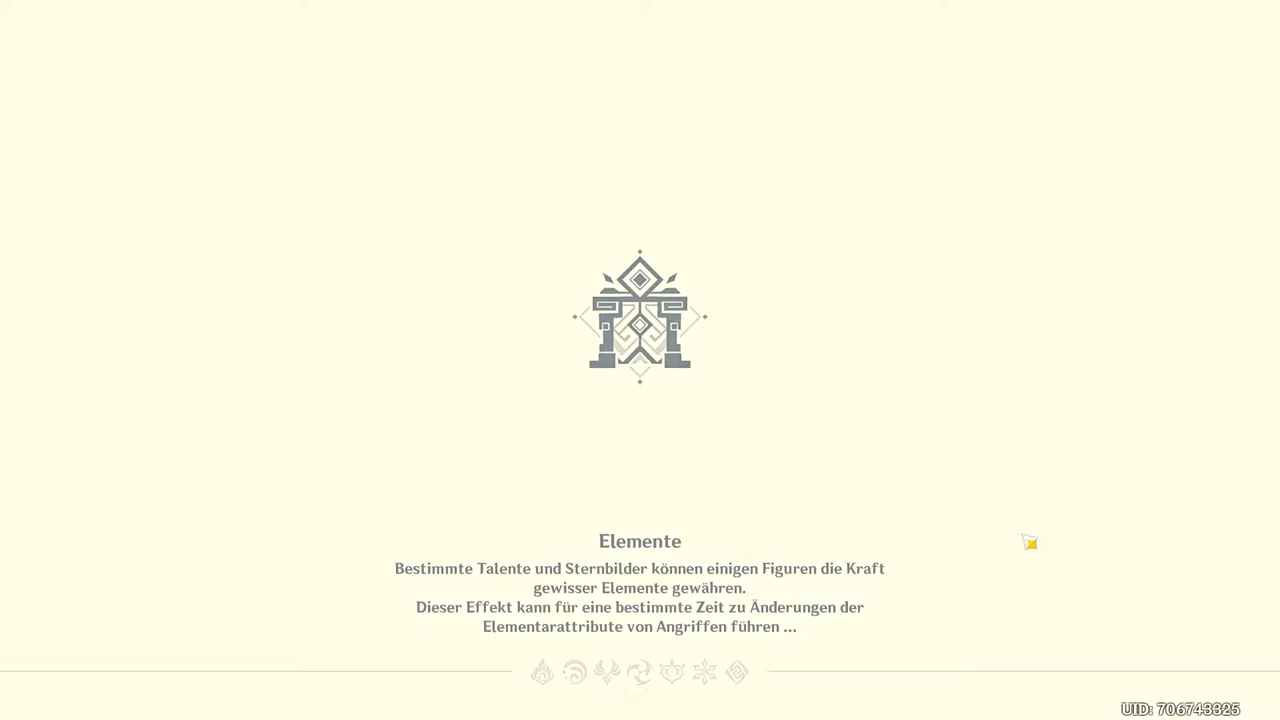 Elemente
Bestimmte Talente und Sternbilder können einigen Figuren die Kraft
gewisser Elemente gewähren.
Dieser Effekt kann für eine bestimmte Zeit zu Änderungen der
Elementarattribute von Angriffen führen ...
UID: 706743325